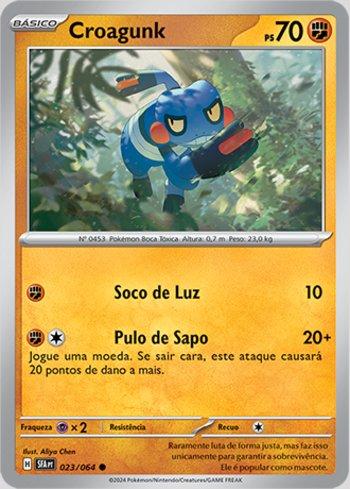 BÁSICO
Croagunk
PS 70
Nº 0453 Pokémon Boca Tóxica Altura: 0,7 m Peso: 23,0 kg
Soco de Luz 10
Pulo de Sapo 20+
Jogue uma moeda. Se sair cara, este ataque causará
20 pontos de dano a mais.
Fraqueza ×2 Resistência Recuo
Ilust. Aliya Chen
H SFA PT 023/064
Raramente luta de forma justa, mas isso é
unicamente para garantir a sobrevivência.
Ele é popular como mascote.
©2024 Pokémon/Nintendo/Creatures/GAME FREAK